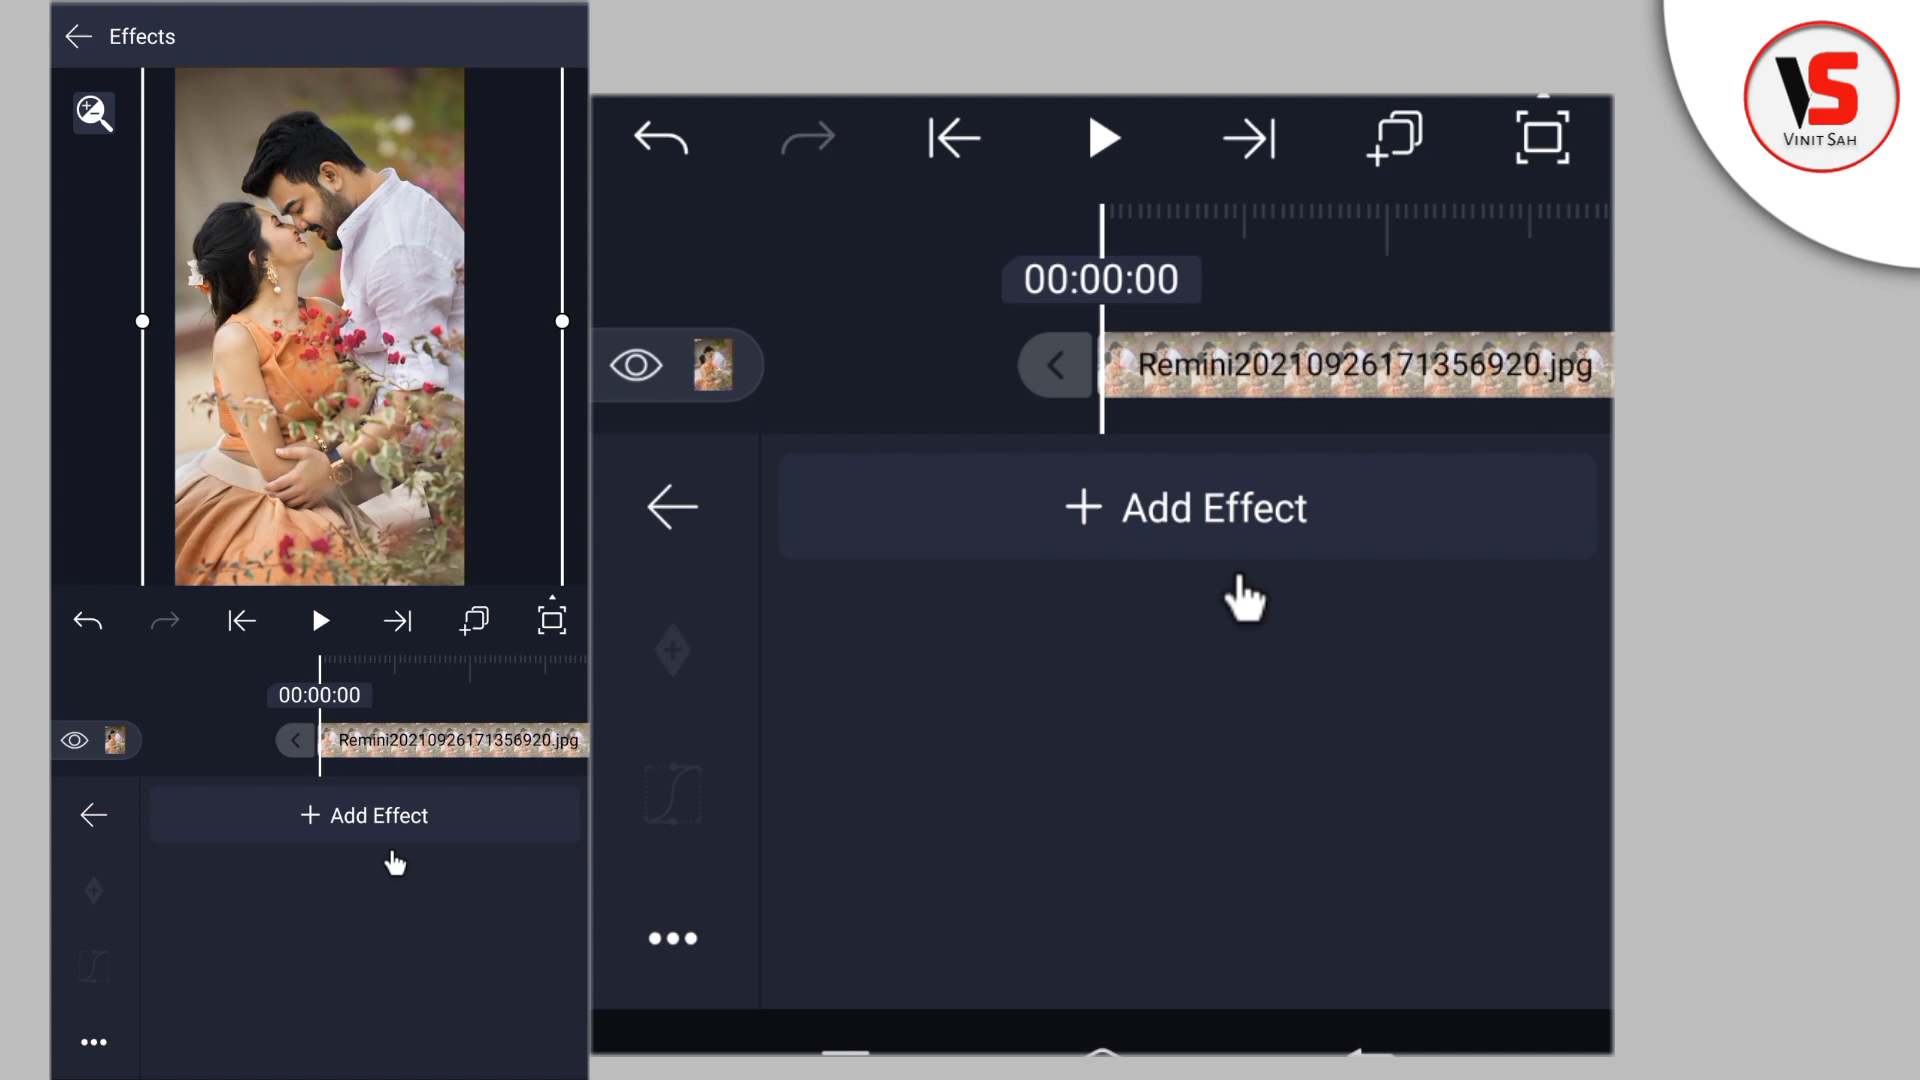 Effects
00:00:00
Remini20210926171356920.jpg
+ Add Effect
00:00:00
Remini20210926171356920.jpg
+ Add Effect
VS
VINIT SAH